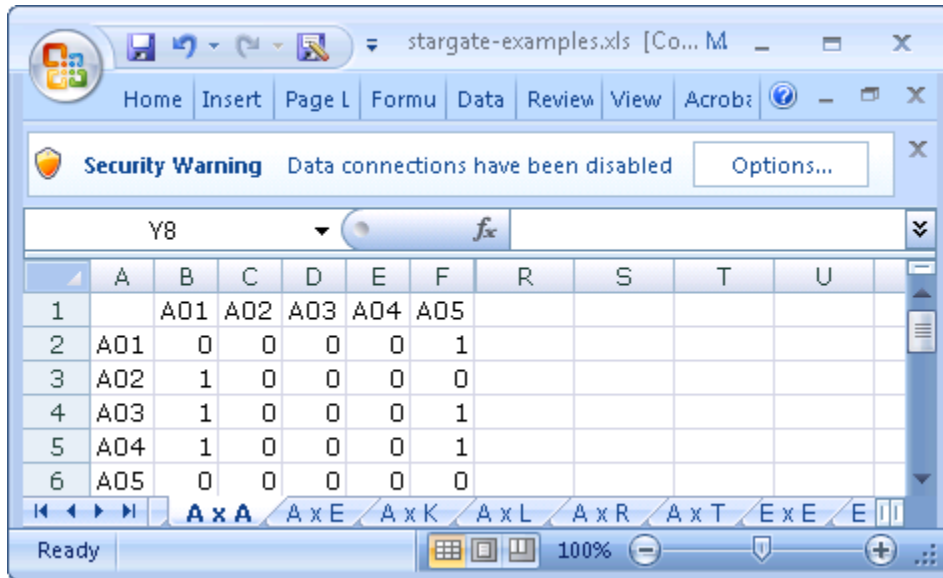 stargate-examples.xls [Co... M
Home Insert Page L Formu Data Review View Acroba
Security Warning Data connections have been disabled Options...
Y8 fx
A B C D E F R S T U
1 A01 A02 A03 A04 A05
2 A01 0 0 0 0 1
3 A02 1 0 0 0 0
4 A03 1 0 0 0 1
5 A04 1 0 0 0 1
6 A05 0 0 0 0 0
A x A A x E A x K A x L A x R A x T E x E E
Ready 100%